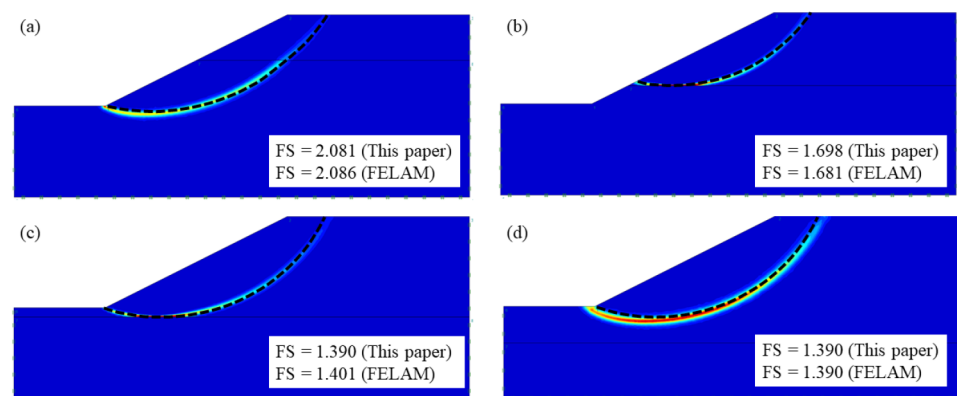 (a)
FS = 2.081 (This paper)
FS = 2.086 (FELAM)
(b)
FS = 1.698 (This paper)
FS = 1.681 (FELAM)
(c)
FS = 1.390 (This paper)
FS = 1.401 (FELAM)
(d)
FS = 1.390 (This paper)
FS = 1.390 (FELAM)